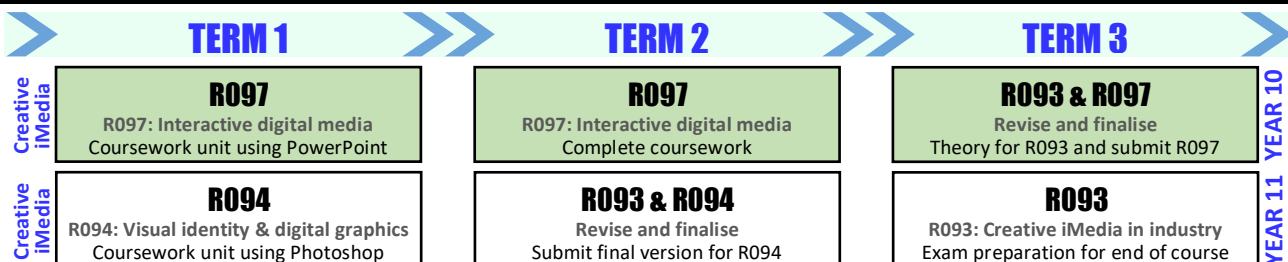 TERM 1
TERM 2
TERM 3
Creative
iMedia
R097
R097: Interactive digital media
Coursework unit using PowerPoint
R097
R097: Interactive digital media
Complete coursework
R093 & R097
Revise and finalise
Theory for R093 and submit R097
YEAR 10
Creative
iMedia
R094
R094: Visual identity & digital graphics
Coursework unit using Photoshop
R093 & R094
Revise and finalise
Submit final version for R094
R093
R093: Creative iMedia in industry
Exam preparation for end of course
YEAR 11